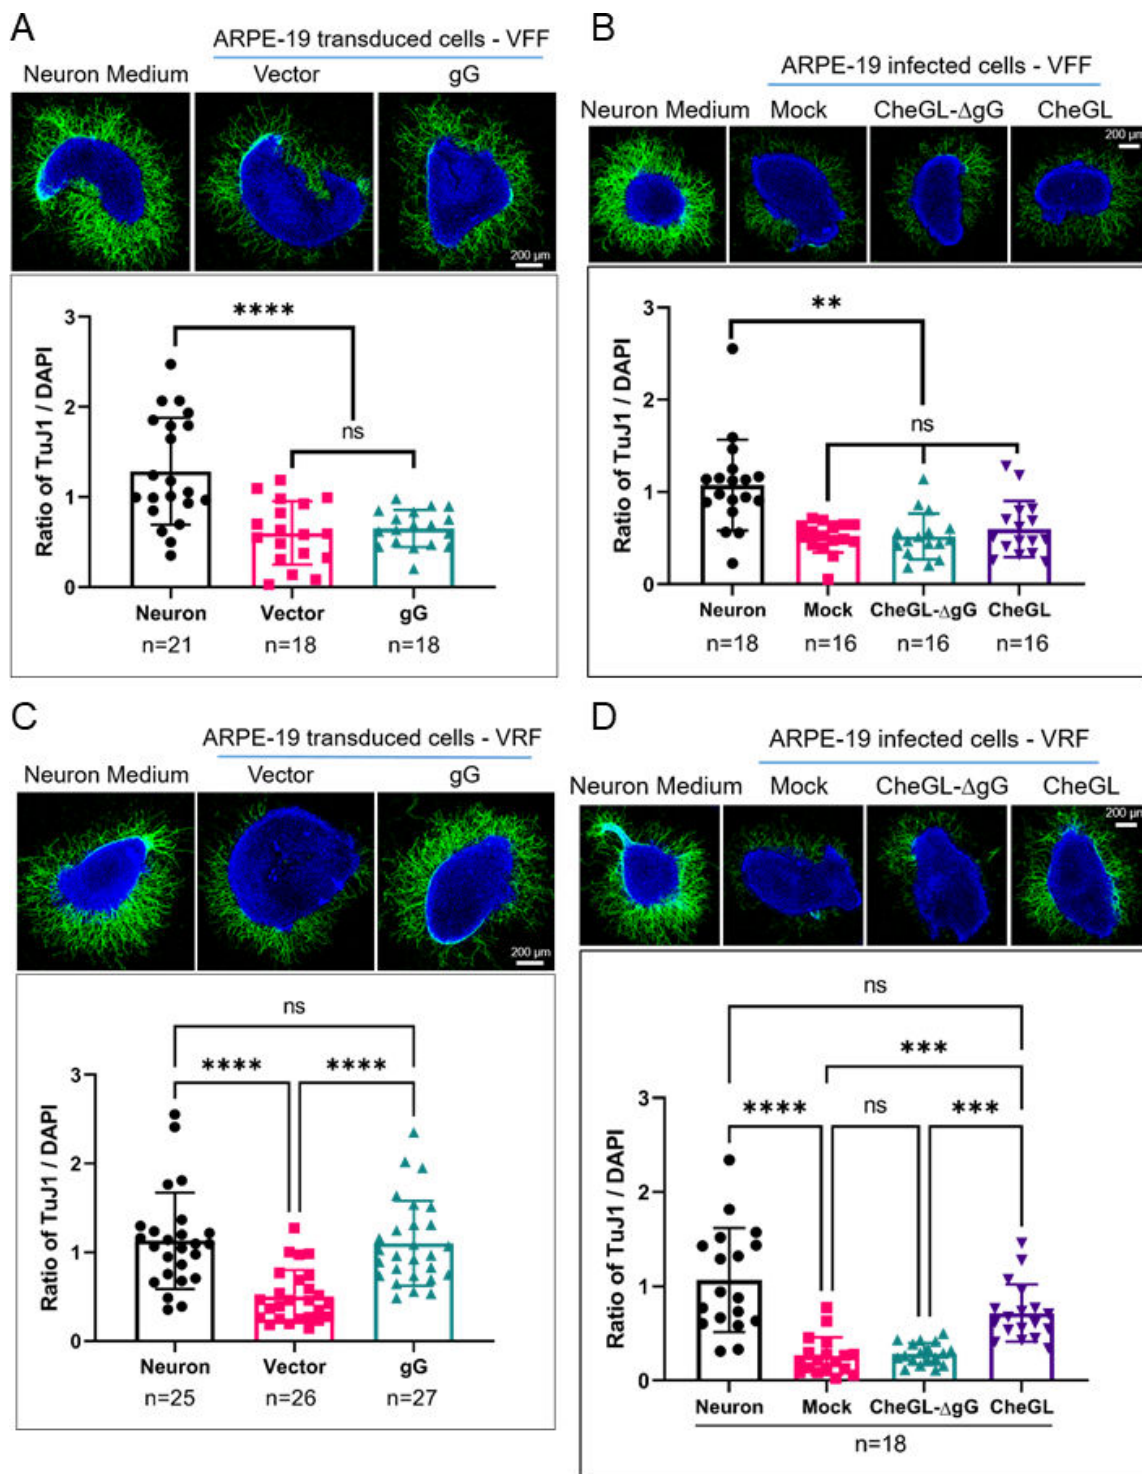 A
ARPE-19 transduced cells - VFF
Neuron Medium Vector gG
200 µm
****
ns
3
2
1
0
Ratio of TuJ1 / DAPI
Neuron Vector gG
n=21 n=18 n=18
B
ARPE-19 infected cells - VFF
Neuron Medium Mock CheGL-ΔgG CheGL
200 µm
**
ns
3
2
1
0
Ratio of TuJ1 / DAPI
Neuron Mock CheGL-ΔgG CheGL
n=18 n=16 n=16 n=16
C
ARPE-19 transduced cells - VRF
Neuron Medium Vector gG
200 µm
ns
**** ****
3
2
1
0
Ratio of TuJ1 / DAPI
Neuron Vector gG
n=25 n=26 n=27
D
ARPE-19 infected cells - VRF
Neuron Medium Mock CheGL-ΔgG CheGL
200 µm
ns
***
**** ns ***
3
2
1
0
Ratio of TuJ1 / DAPI
Neuron Mock CheGL-ΔgG CheGL
n=18